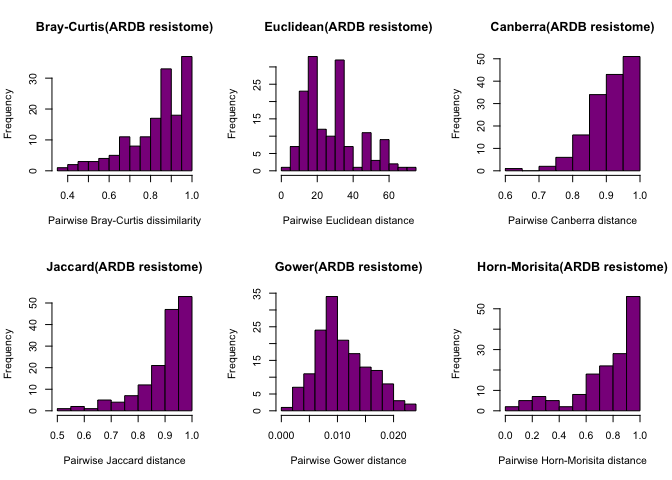 Bray-Curtis(ARDB resistome)
Frequency
0 10 20 30
0.4 0.6 0.8 1.0
Pairwise Bray-Curtis dissimilarity
Euclidean(ARDB resistome)
Frequency
0 5 15 30
0 20 40 60
Pairwise Euclidean distance
Canberra(ARDB resistome)
Frequency
0 10 20 30 40 50
0.6 0.7 0.8 0.9 1.0
Pairwise Canberra distance
Jaccard(ARDB resistome)
Frequency
0 10 20 30 40 50
0.5 0.6 0.7 0.8 0.9 1.0
Pairwise Jaccard distance
Gower(ARDB resistome)
Frequency
0 5 15 25 35
0.000 0.010 0.020
Pairwise Gower distance
Horn-Morisita(ARDB resistome)
Frequency
0 10 30 50
0.0 0.2 0.4 0.6 0.8 1.0
Pairwise Horn-Morisita distance